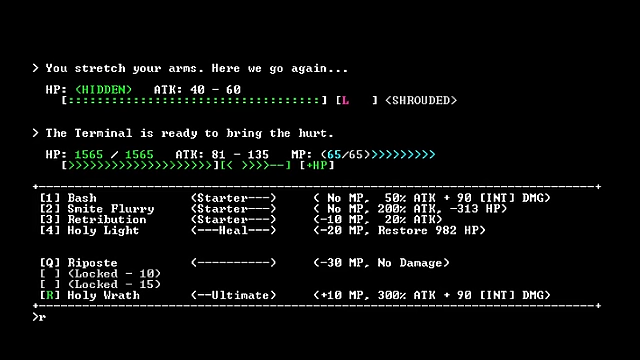 > You stretch your arms. Here we go again...
HP: <HIDDEN> ATK: 40 - 60
[:::::::::::::::::::::::::::::::::::] [L ] <SHROUDED>
> The Terminal is ready to bring the hurt.
HP: 1565 / 1565 ATK: 81 - 135 MP: <65/65>>>>>>>>>>
[>>>>>>>>>>>>>>>>>>>>][< >>>>--] [+HP]
+------------------------------------------------------------------------------+
[1] Bash <Starter---> < No MP, 50% ATK + 90 [INT] DMG>
[2] Smite Flurry <Starter---> < No MP, 200% ATK, -313 HP>
[3] Retribution <Starter---> <-10 MP, 20% ATK>
[4] Holy Light <---Heal---> <-20 MP, Restore 982 HP>
[Q] Riposte <----------> <-30 MP, No Damage>
[ ] <Locked - 10>
[ ] <Locked - 15>
[R] Holy Wrath <--Ultimate> <+10 MP, 300% ATK + 90 [INT] DMG>
+------------------------------------------------------------------------------+
>r